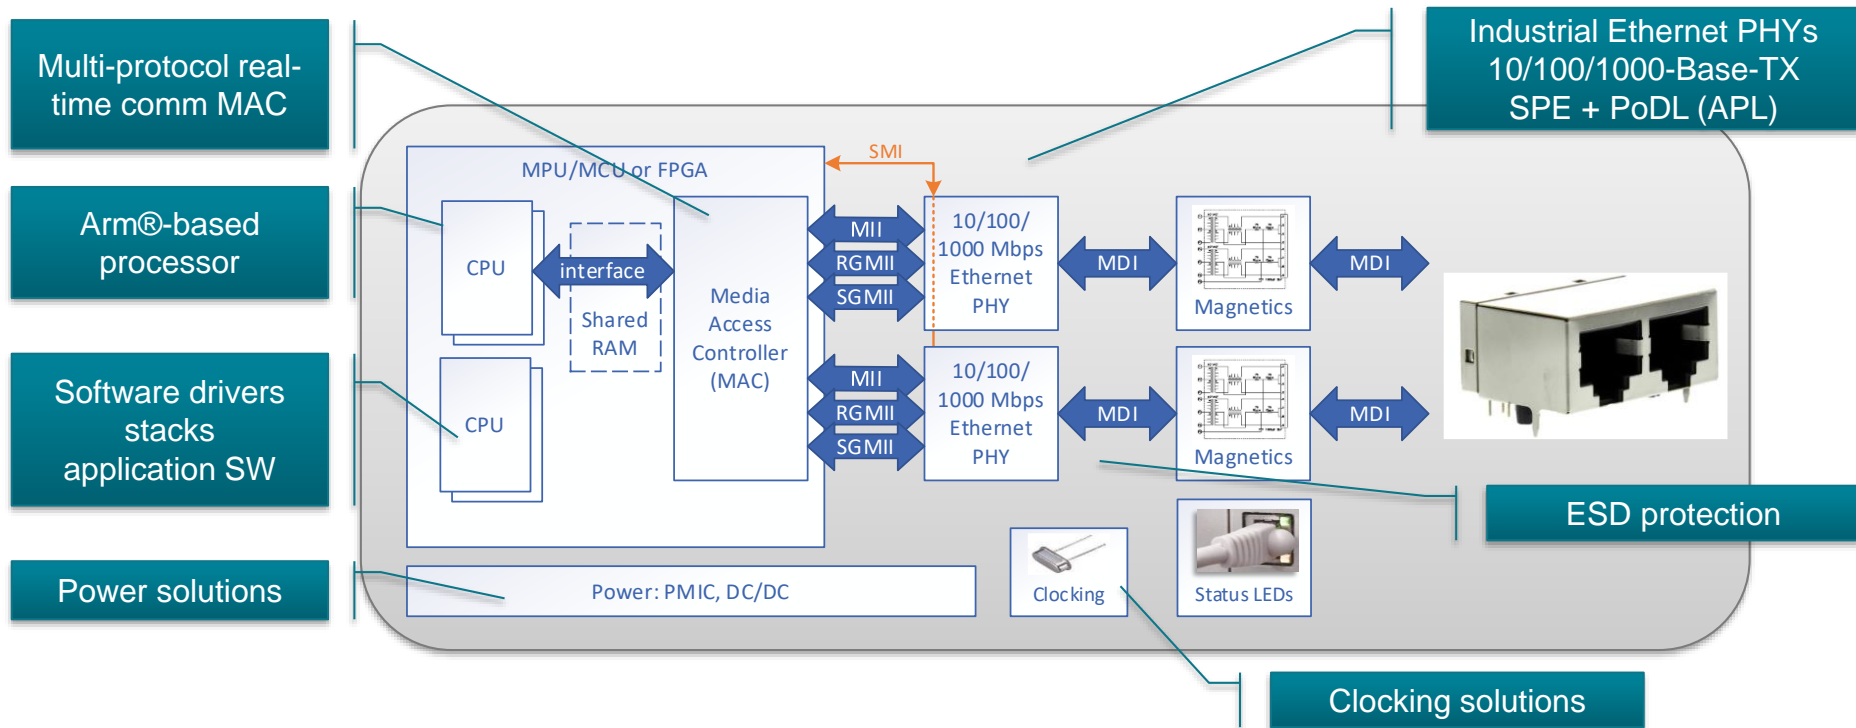 Multi-protocol real-
time comm MAC
Industrial Ethernet PHYs
10/100/1000-Base-TX
SPE + PoDL (APL)
Arm®-based
processor
Software drivers
stacks
application SW
Power solutions
ESD protection
Clocking solutions
MPU/MCU or FPGA
SMI
CPU
interface
Shared
RAM
CPU
Media
Access
Controller
(MAC)
MII
RGMII
SGMII
MII
RGMII
SGMII
10/100/
1000 Mbps
Ethernet
PHY
10/100/
1000 Mbps
Ethernet
PHY
MDI
Magnetics
MDI
MDI
Magnetics
MDI
Power: PMIC, DC/DC
Clocking
Status LEDs